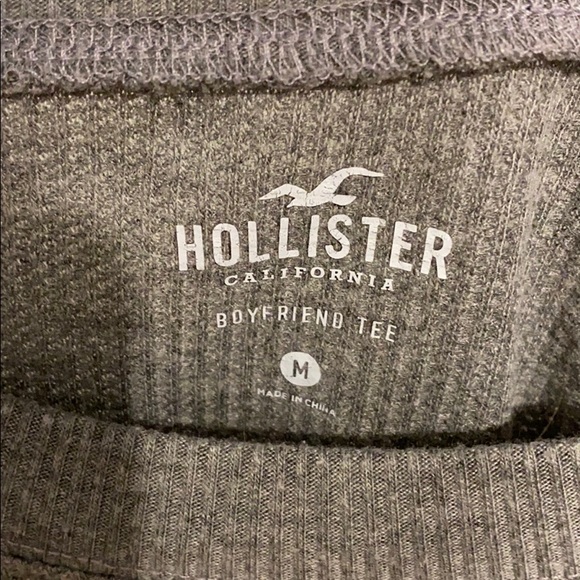 HOLLISTER
CALIFORNIA
BOYFRIEND TEE
M
MADE IN CHINA